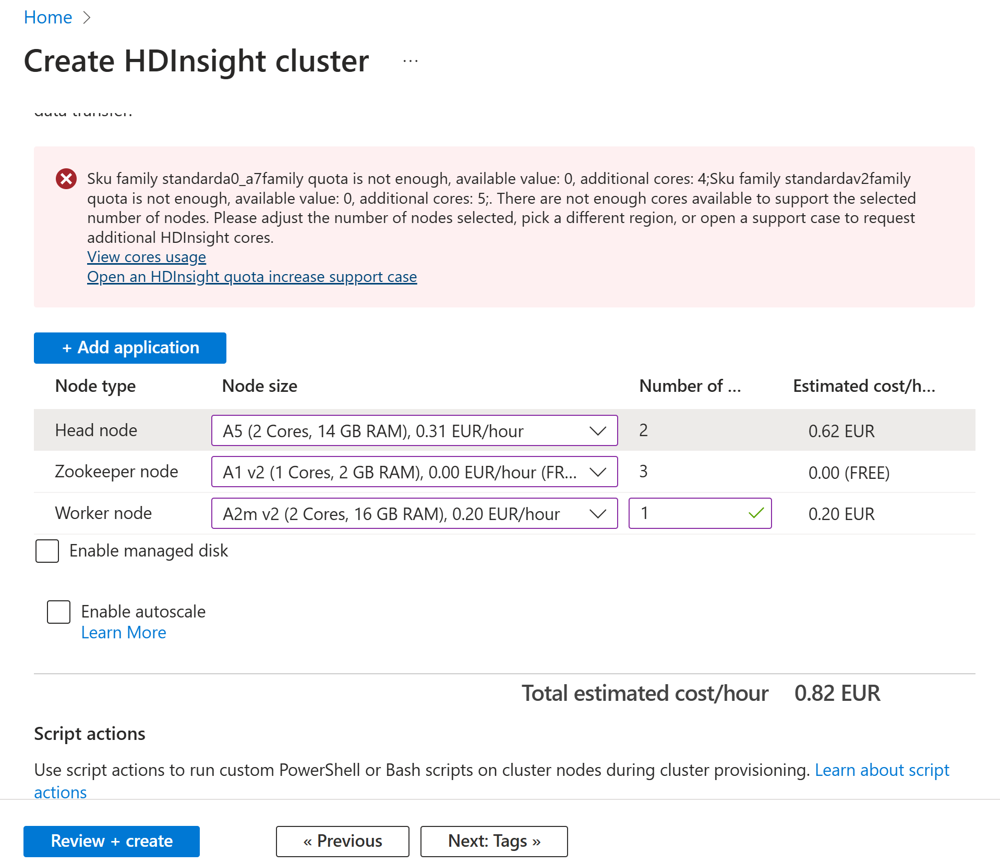 Home
Create HDInsight cluster ...
data transfer.
Sku family standarda0_a7family quota is not enough, available value: 0, additional cores: 4;Sku family standardav2family
quota is not enough, available value: 0, additional cores: 5;. There are not enough cores available to support the selected
number of nodes. Please adjust the number of nodes selected, pick a different region, or open a support case to request
additional HDInsight cores.
View cores usage
Open an HDInsight quota increase support case
+ Add application
Node type Node size Number of ... Estimated cost/h...
Head node A5 (2 Cores, 14 GB RAM), 0.31 EUR/hour 2 0.62 EUR
Zookeeper node A1 v2 (1 Cores, 2 GB RAM), 0.00 EUR/hour (FR... 3 0.00 (FREE)
Worker node A2m v2 (2 Cores, 16 GB RAM), 0.20 EUR/hour 1 0.20 EUR
Enable managed disk
Enable autoscale
Learn More
Total estimated cost/hour 0.82 EUR
Script actions
Use script actions to run custom PowerShell or Bash scripts on cluster nodes during cluster provisioning. Learn about script
actions
Review + create « Previous Next: Tags »